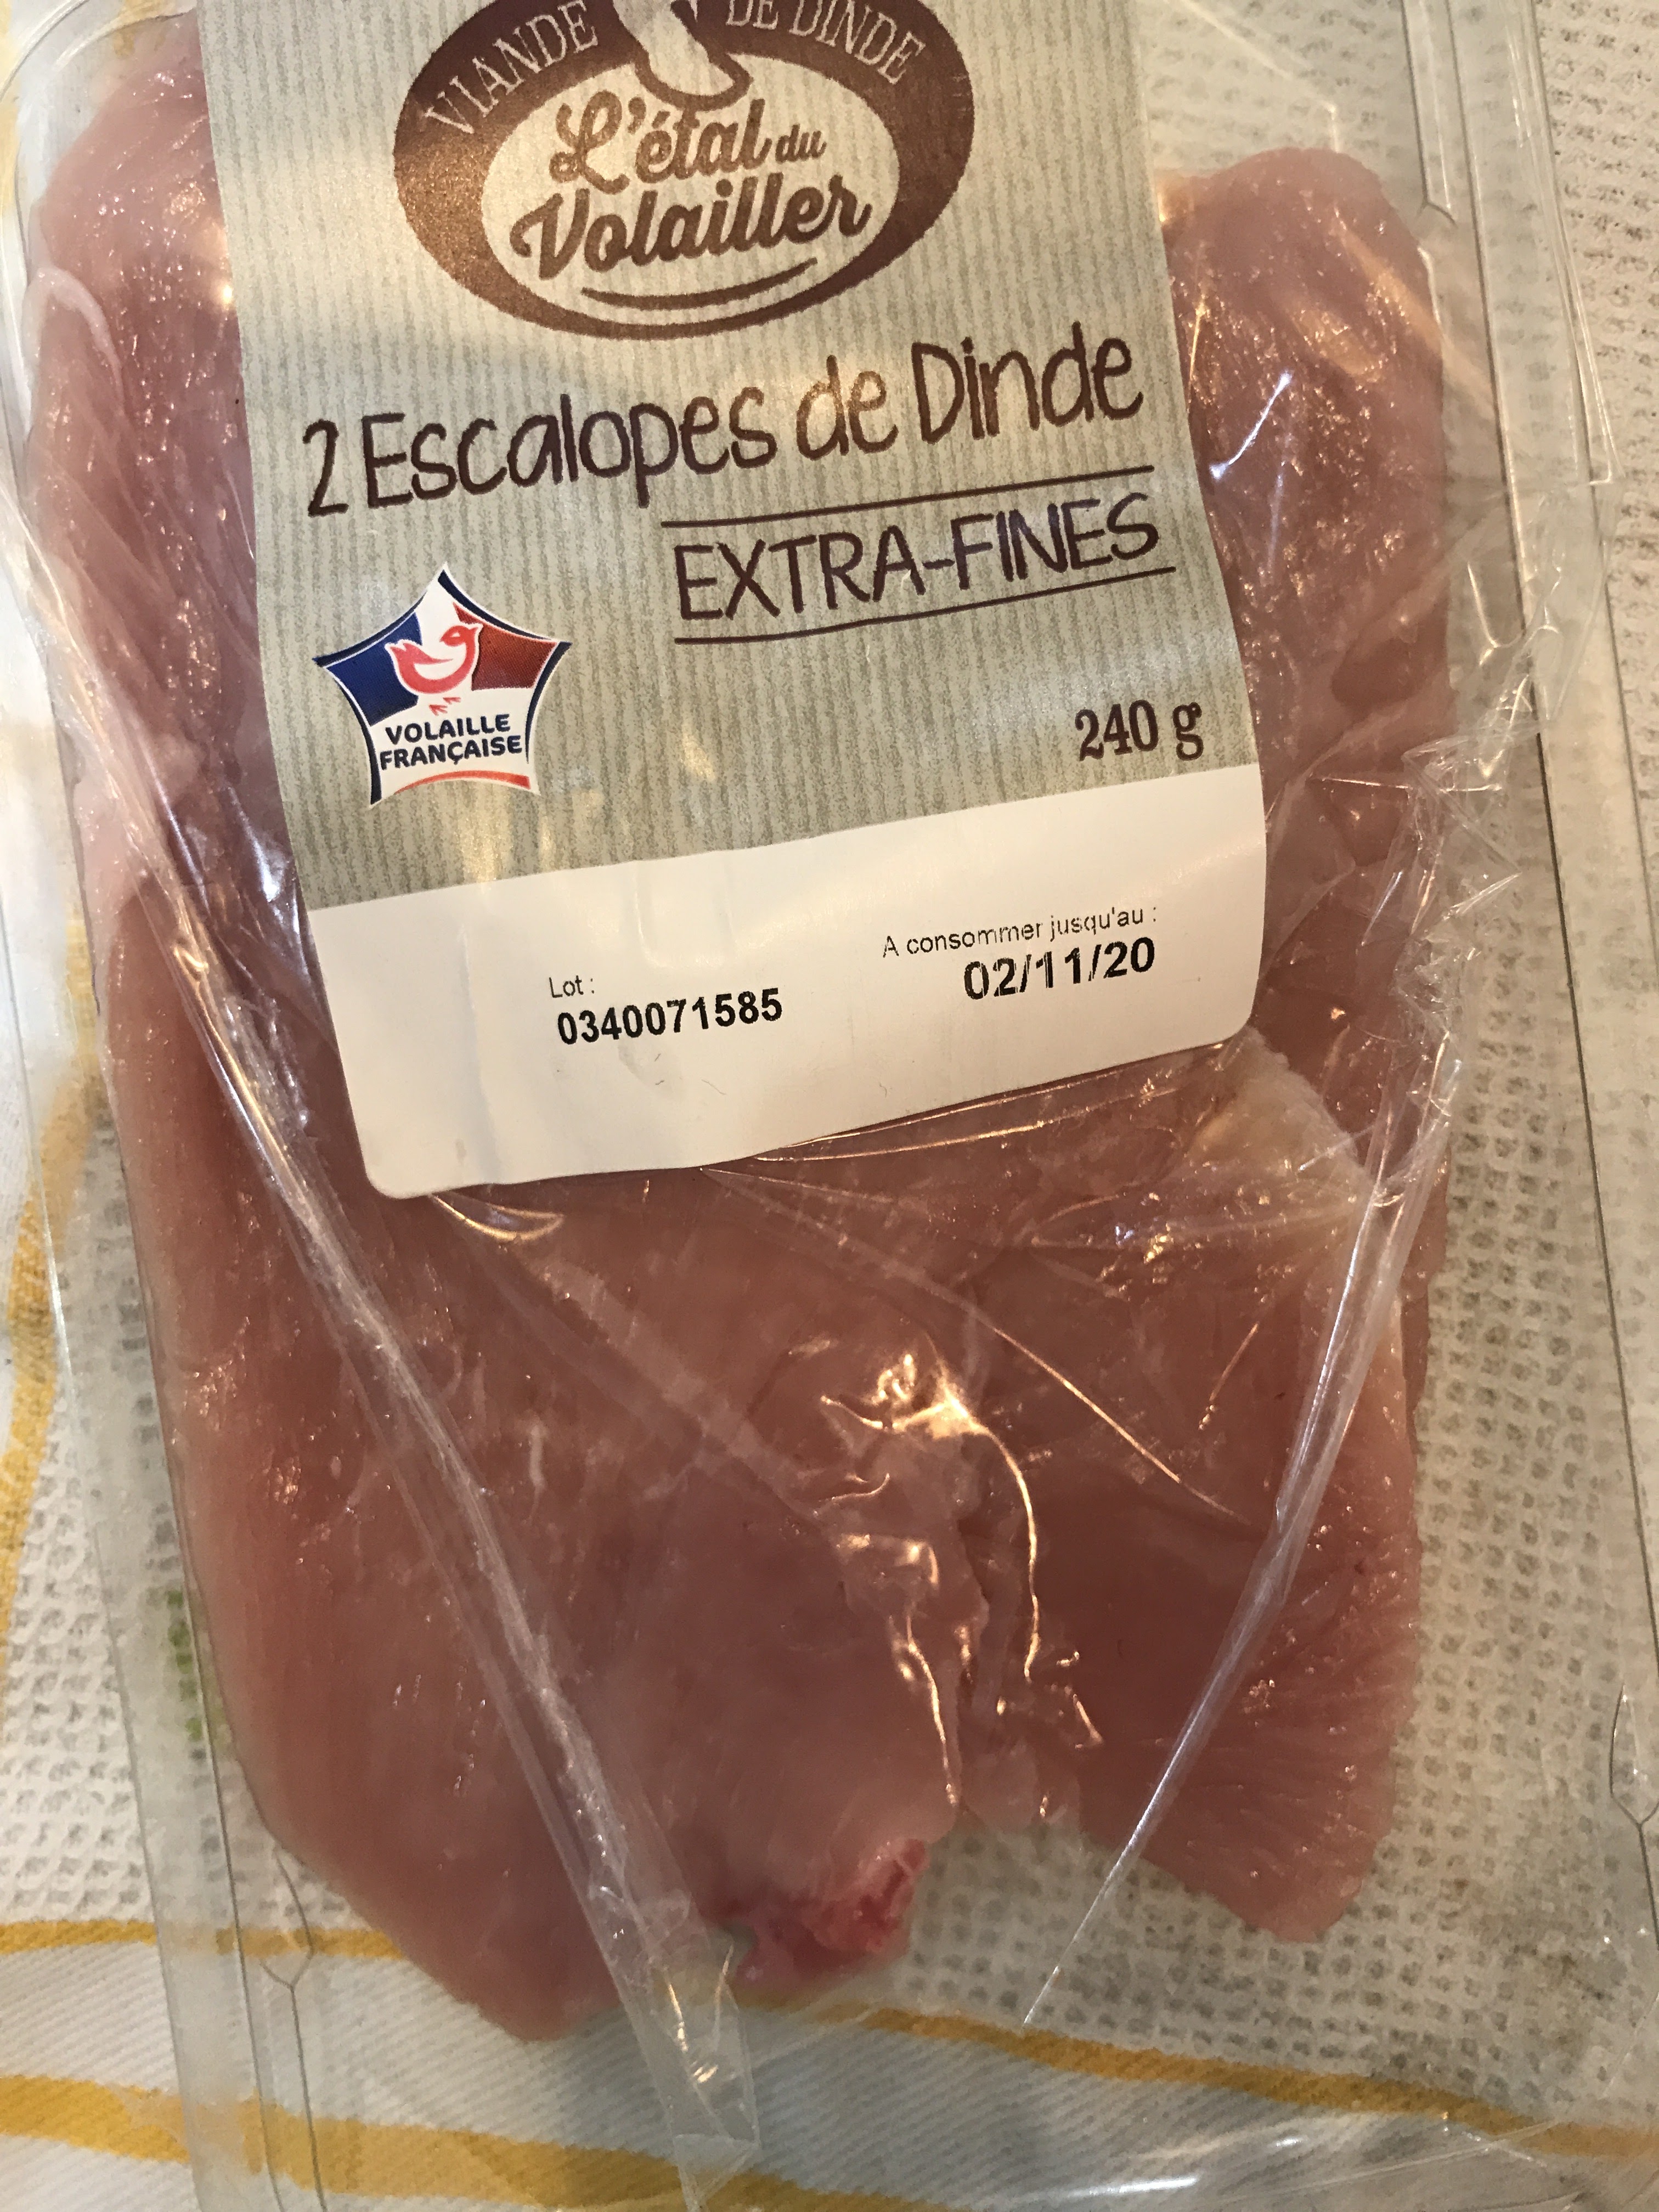 VIANDE DE DINDE
L'étal du
Volailler
2 Escalopes de Dinde
EXTRA-FINES
VOLAILLE
FRANÇAISE
240 g
Lot :
0340071585
A consommer jusqu'au :
02/11/20